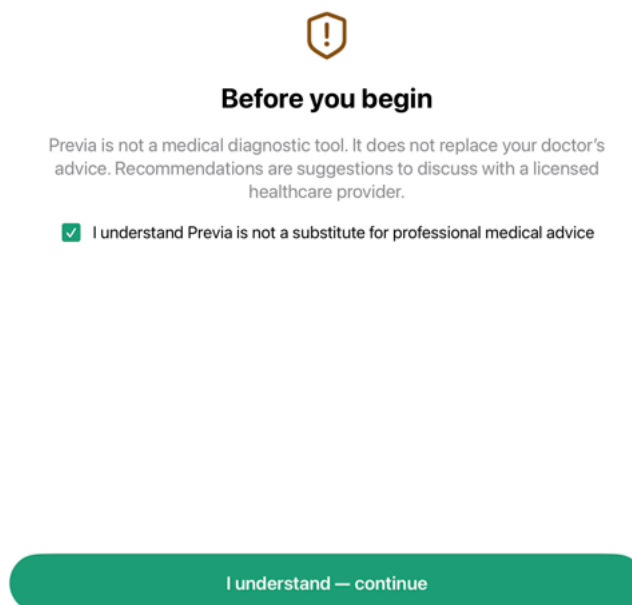 Before you begin
Previa is not a medical diagnostic tool. It does not replace your doctor's
advice. Recommendations are suggestions to discuss with a licensed
healthcare provider.
I understand Previa is not a substitute for professional medical advice
I understand — continue